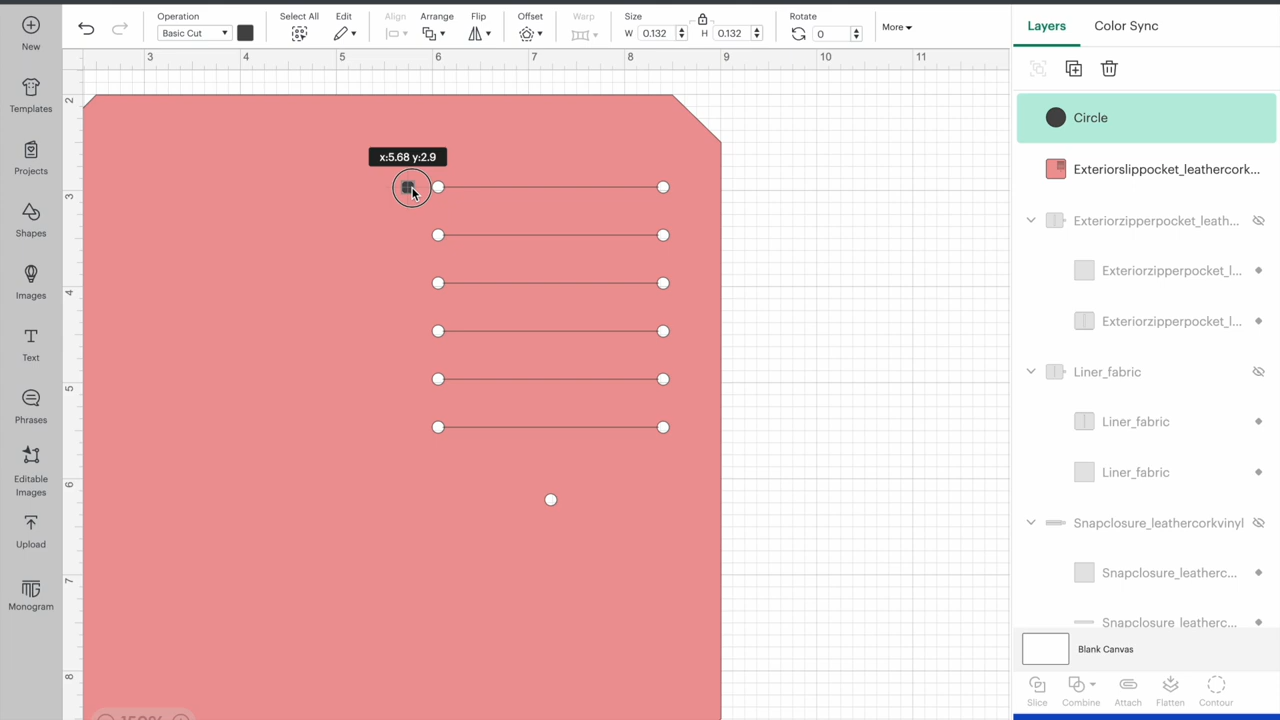 New
Templates
Projects
Shapes
Images
Text
Phrases
Editable
Images
Upload
Monogram
Operation
Basic Cut
Select All
Edit
Align
Arrange
Flip
Offset
Warp
Size
W 0.132
H 0.132
Rotate
0
More
3 4 5 6 7 8 9 10 11
2
3
4
5
6
7
8
x:5.68 y:2.9
150%
Layers
Color Sync
Circle
Exteriorslippocket_leathercork...
Exteriorzipperpocket_leath...
Exteriorzipperpocket_l...
Exteriorzipperpocket_l...
Liner_fabric
Liner_fabric
Liner_fabric
Snapclosure_leathercorkvinyl
Snapclosure_leatherc...
Snapclosure_leatherc...
Blank Canvas
Slice
Combine
Attach
Flatten
Contour